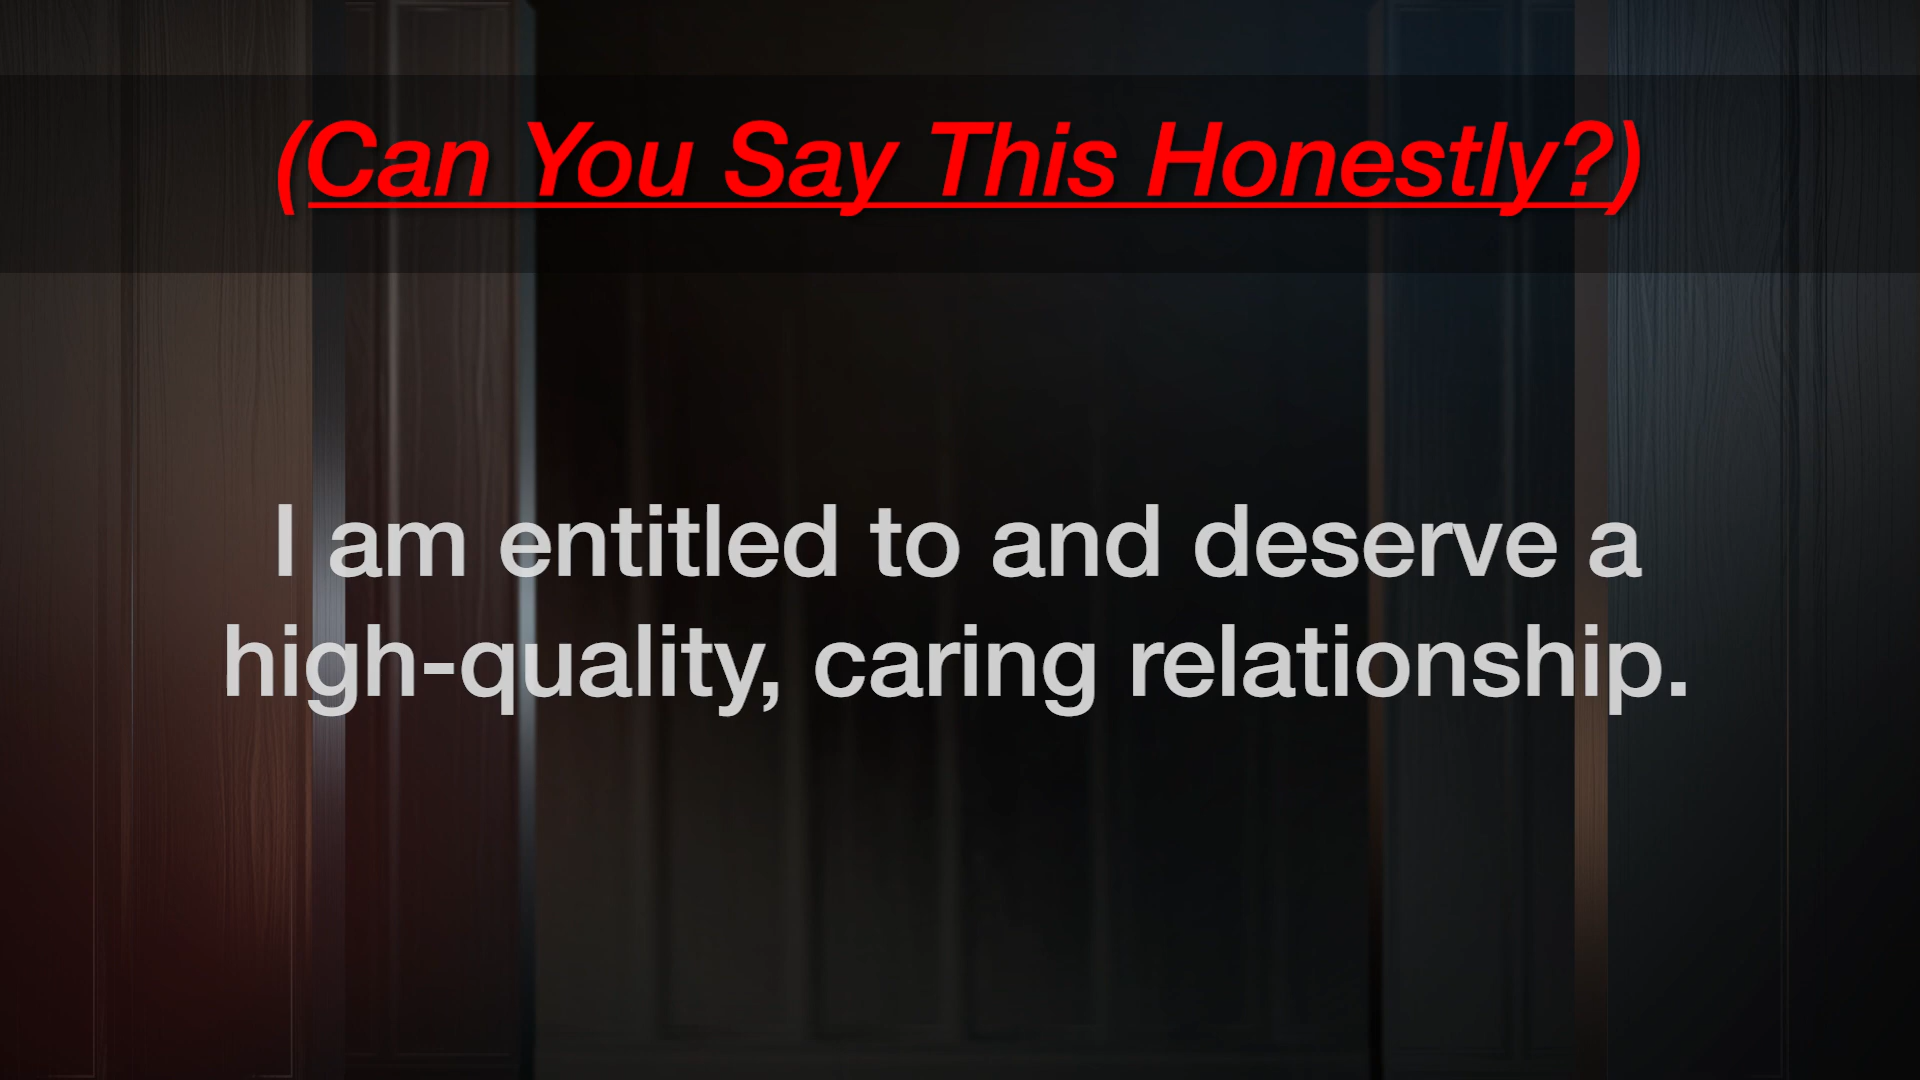 (Can You Say This Honestly?)
I am entitled to and deserve a
high-quality, caring relationship.